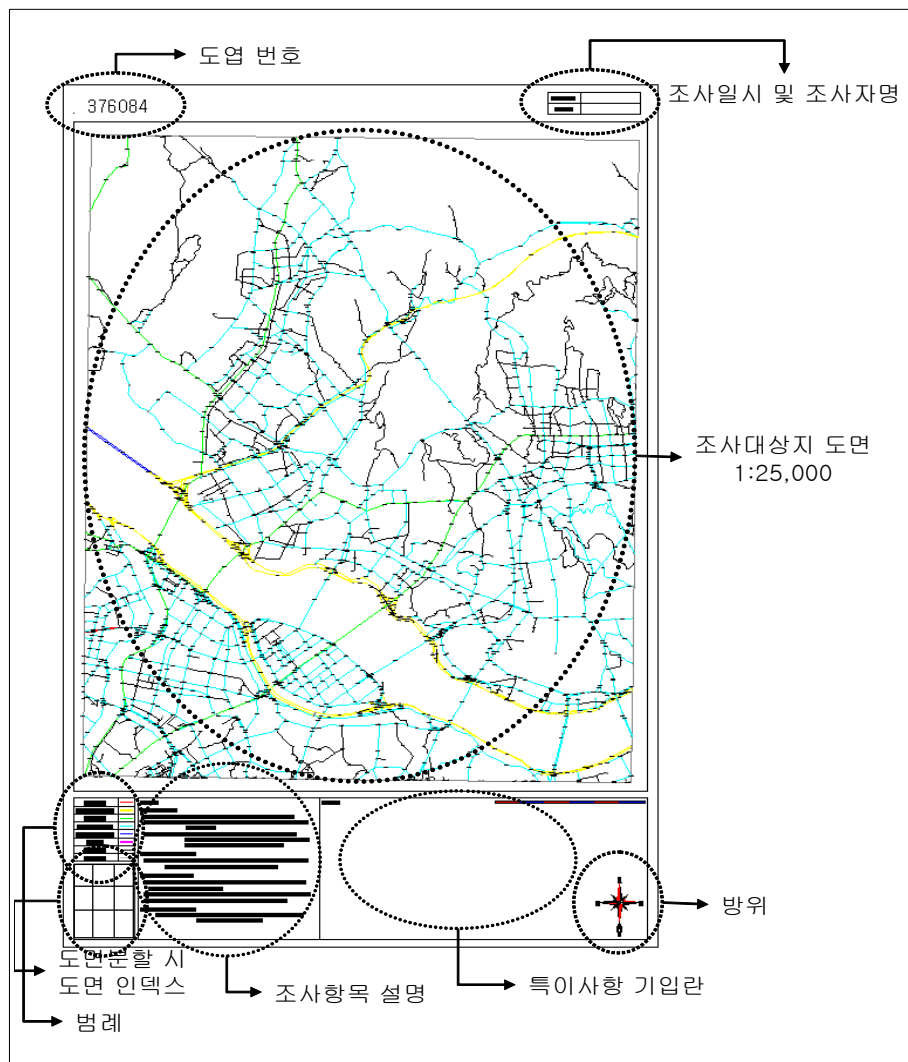 도엽 번호
376084
조사일시 및 조사자명
조사대상지 도면
1:25,000
방위
도면분할 시
도면 인덱스
조사항목 설명
특이사항 기입란
범례